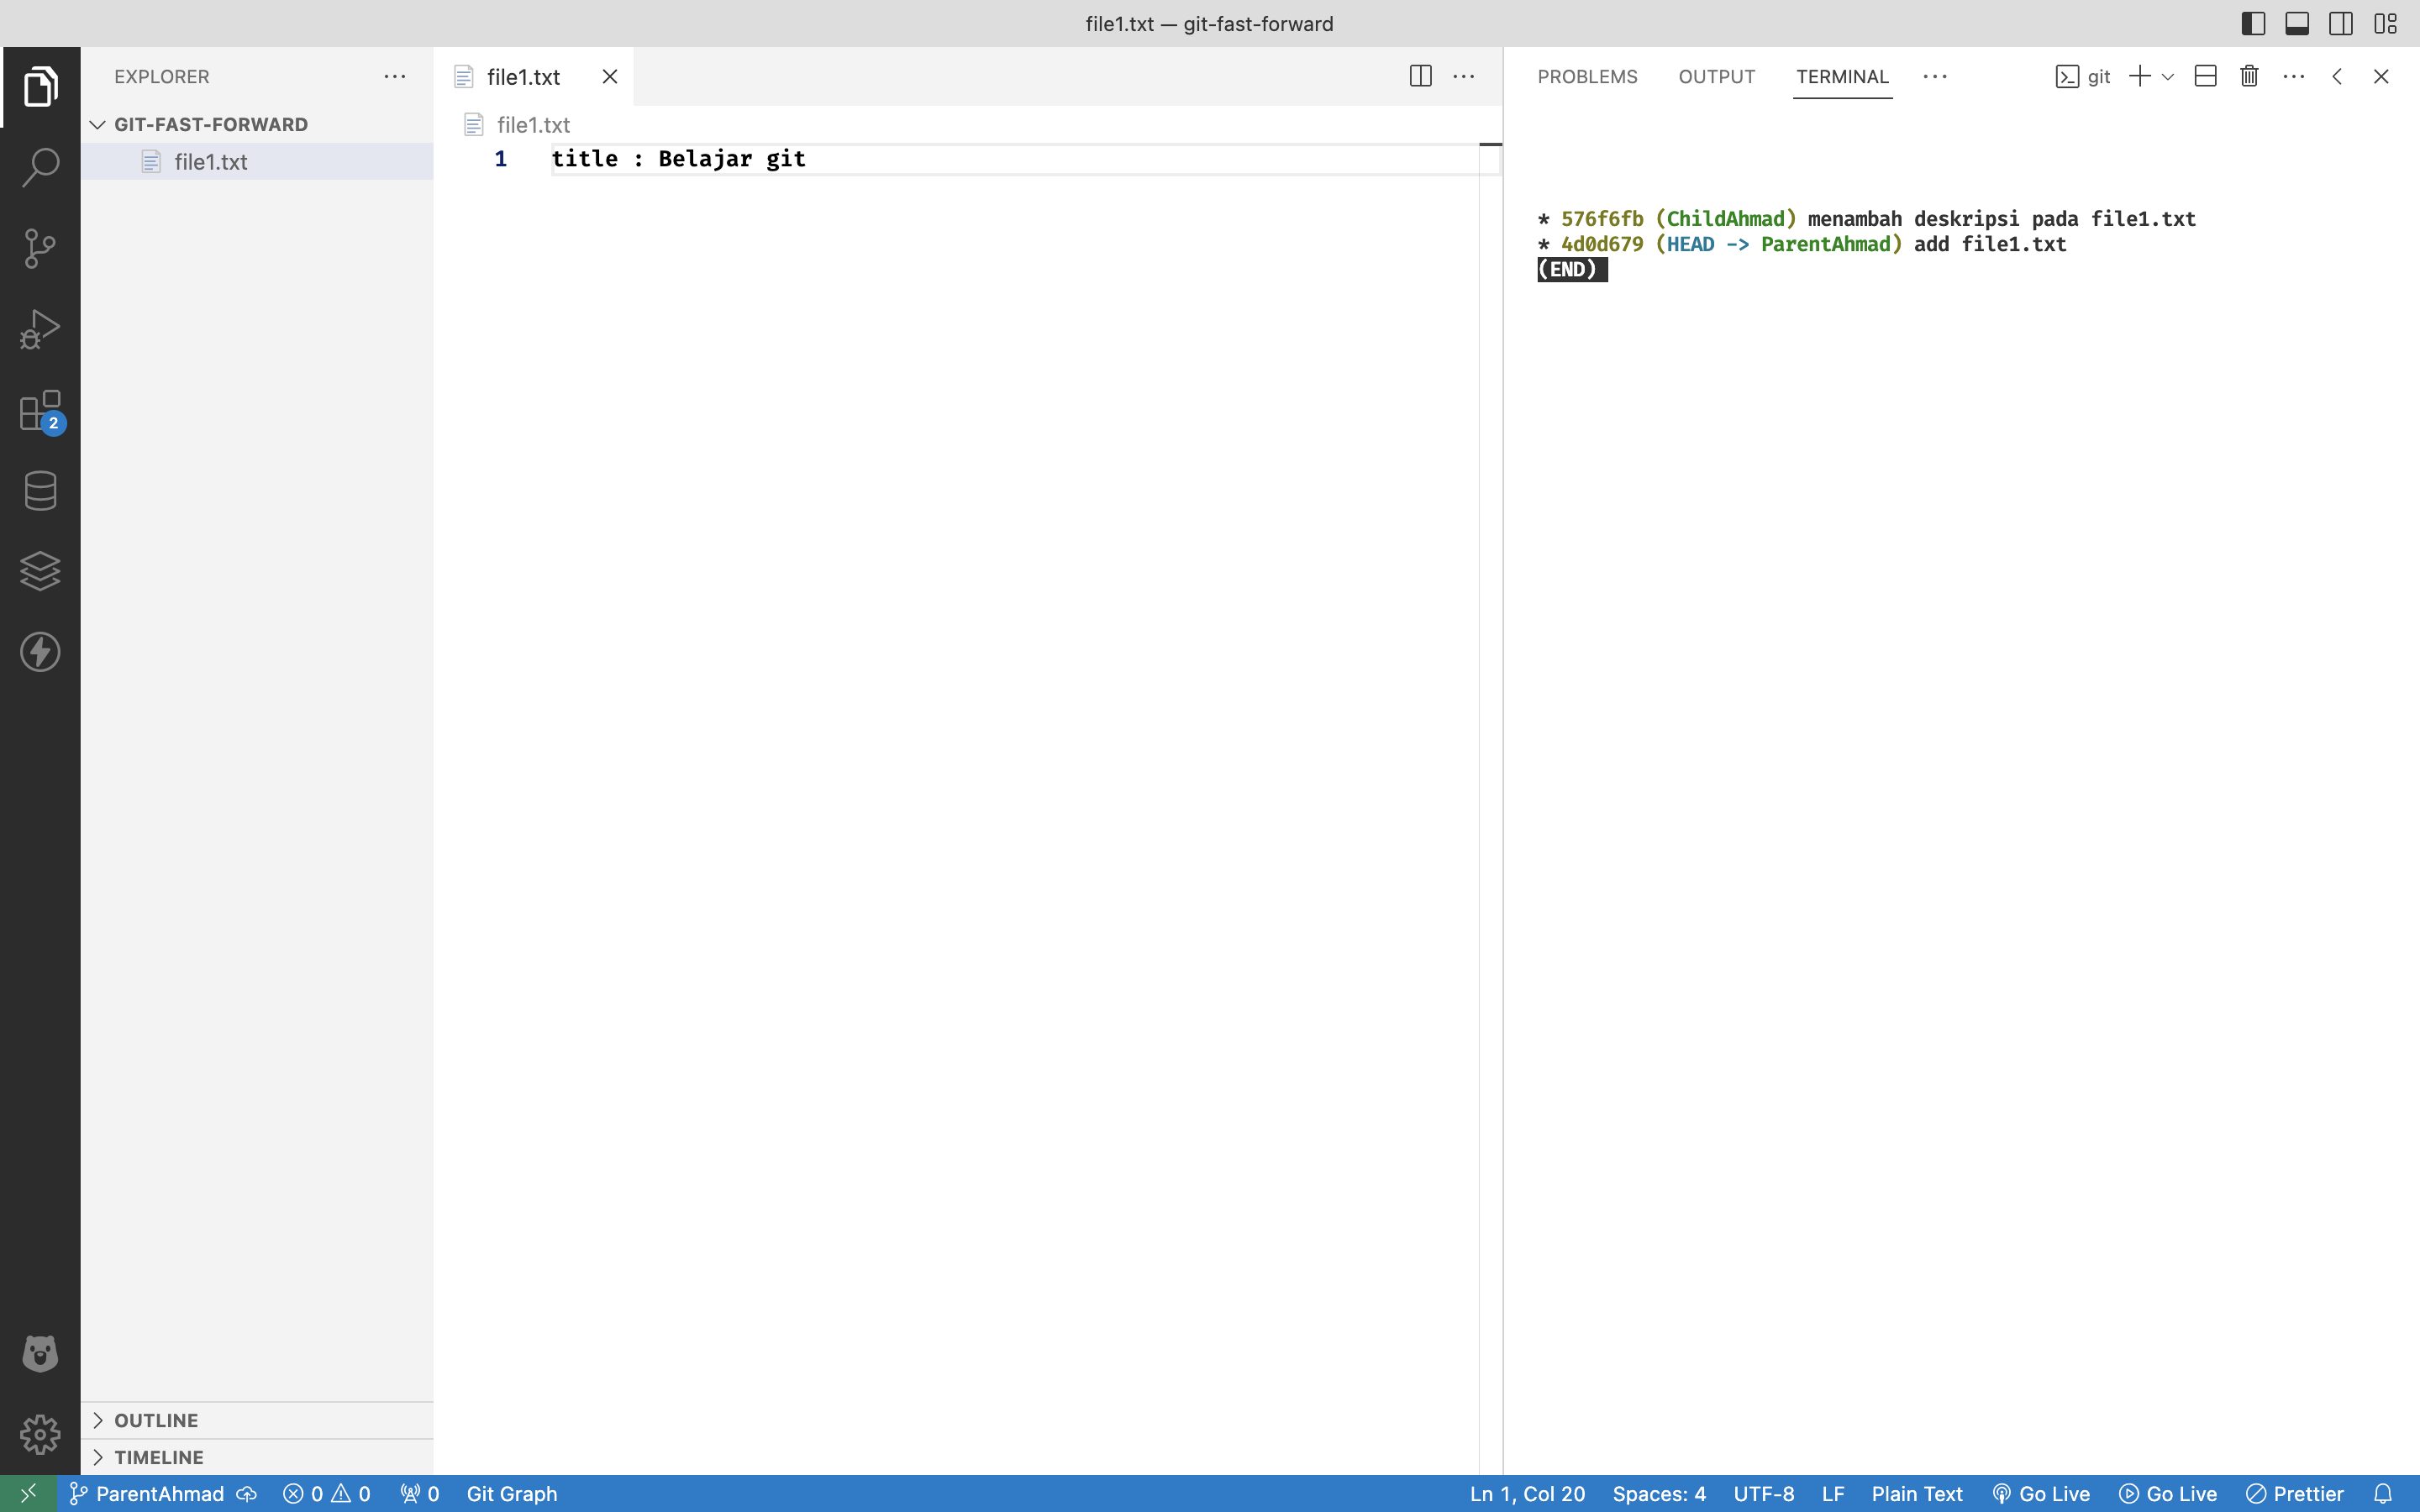 file1.txt — git-fast-forward
EXPLORER
GIT-FAST-FORWARD
file1.txt
2
OUTLINE
TIMELINE
file1.txt
file1.txt
1 title : Belajar git
PROBLEMS OUTPUT TERMINAL git
* 576f6fb (ChildAhmad) menambah deskripsi pada file1.txt
* 4d0d679 (HEAD -> ParentAhmad) add file1.txt
(END)
ParentAhmad 0 0 0 Git Graph Ln 1, Col 20 Spaces: 4 UTF-8 LF Plain Text Go Live Go Live Prettier